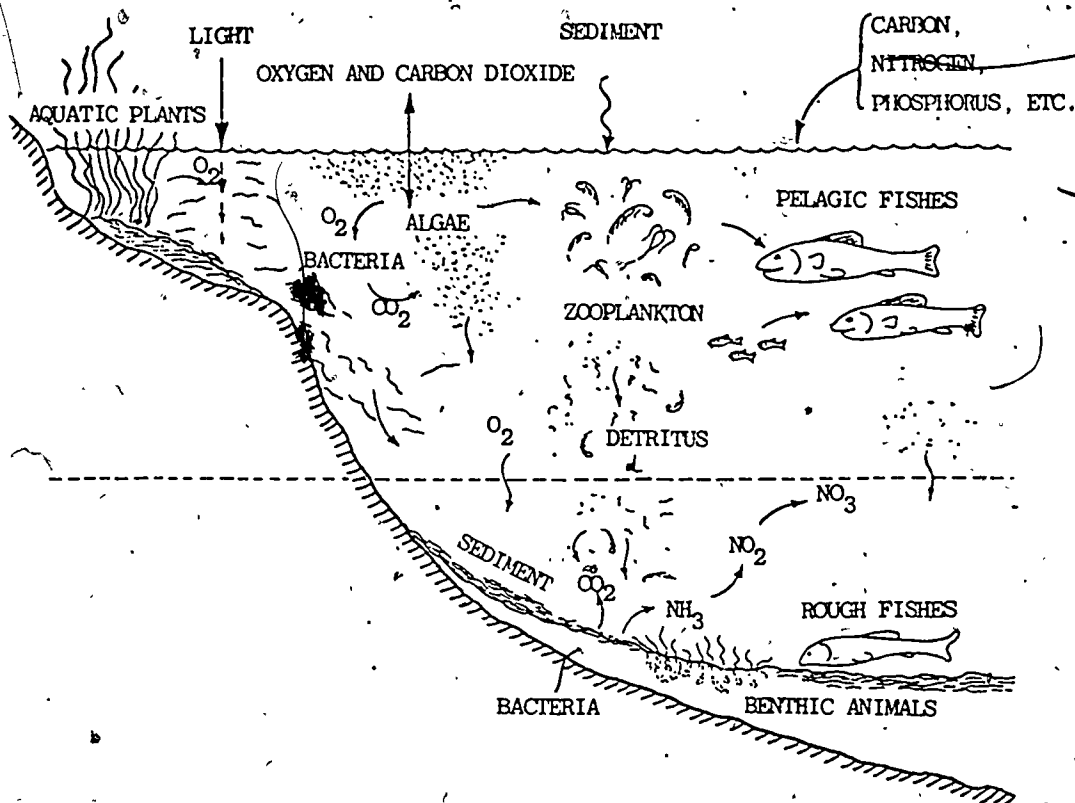 LIGHT
SEDIMENT
CARBON,
NITROGEN,
PHOSPHORUS, ETC.
OXYGEN AND CARBON DIOXIDE
AQUATIC PLANTS
O2
O2
ALGAE
PELAGIC FISHES
BACTERIA
CO2
ZOOPLANKTON
O2
DETRITUS
NO3
NO2
SEDIMENT
CO2
NH3
ROUGH FISHES
BACTERIA
BENTHIC ANIMALS